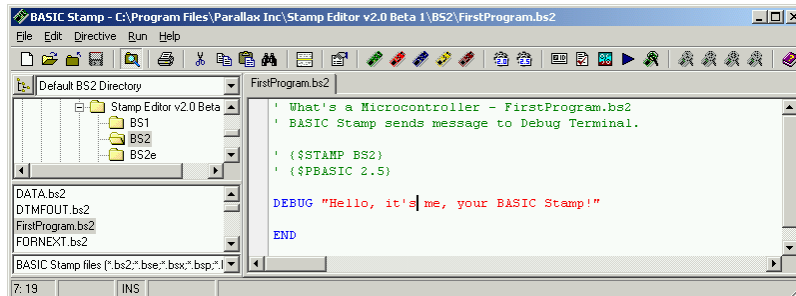 BASIC Stamp - C:\Program Files\Parallax Inc\Stamp Editor v2.0 Beta 1\BS2\FirstProgram.bs2
File Edit Directive Run Help
Default BS2 Directory
Stamp Editor v2.0 Beta
BS1
BS2
BS2e
DATA.bs2
DTMFOUT.bs2
FirstProgram.bs2
FORNEXT.bs2
BASIC Stamp files (*.bs2;*.bse;*.bsx;*.bsp;*.l
FirstProgram.bs2
' What's a Microcontroller - FirstProgram.bs2
' BASIC Stamp sends message to Debug Terminal.
' {$STAMP BS2}
' {$PBASIC 2.5}
DEBUG "Hello, it's me, your BASIC Stamp!"
END
7: 19 INS